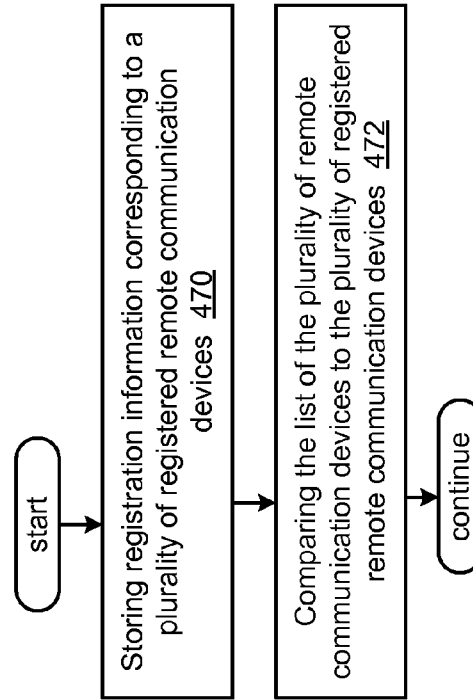 start
Storing registration information corresponding to a
plurality of registered remote communication
devices 470
Comparing the list of the plurality of remote
communication devices to the plurality of registered
remote communication devices 472
continue